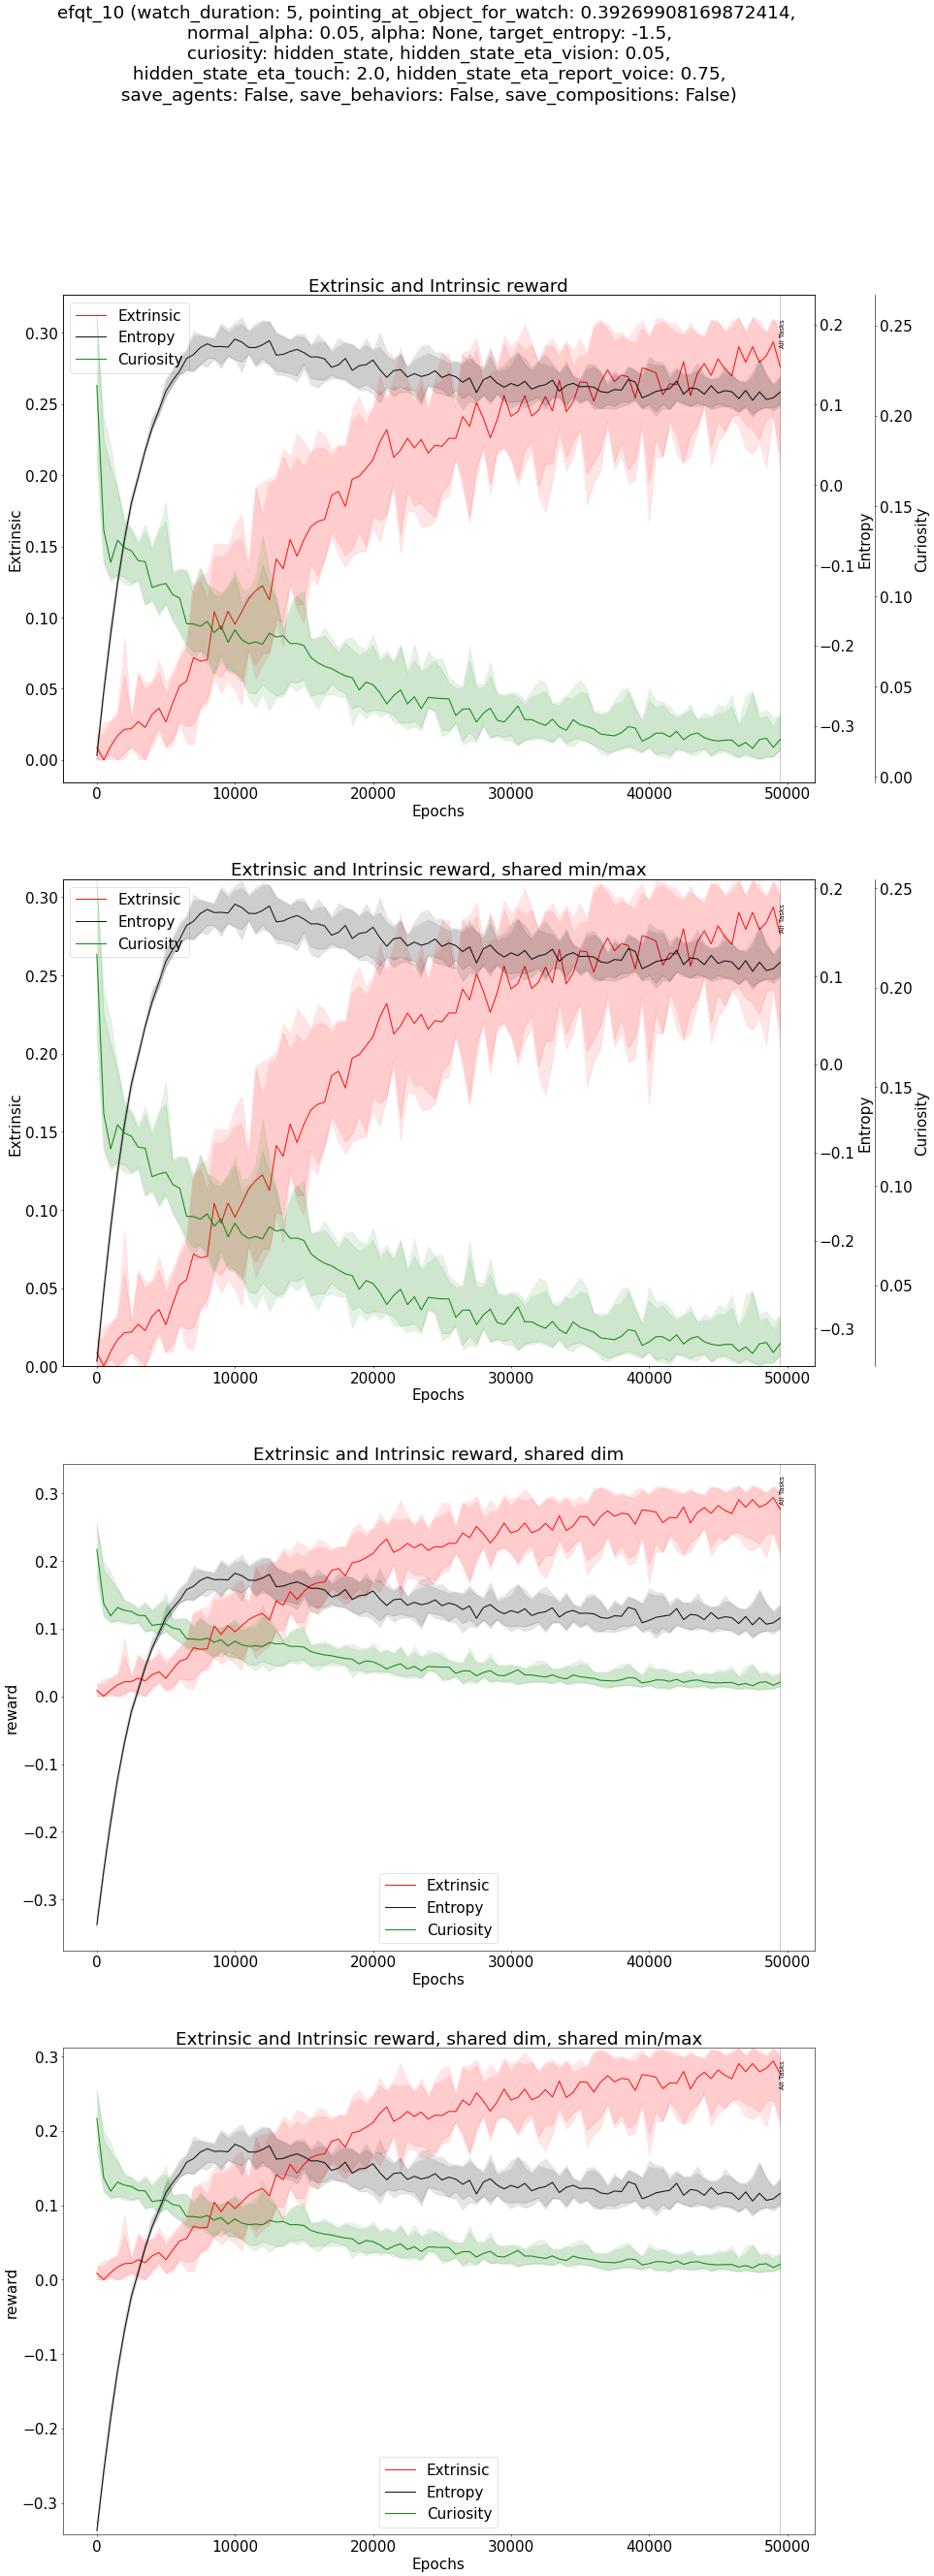 efqt_10 (watch_duration: 5, pointing_at_object_for_watch: 0.39269908169872414,
normal_alpha: 0.05, alpha: None, target_entropy: -1.5,
curiosity: hidden_state, hidden_state_eta_vision: 0.05,
hidden_state_eta_touch: 2.0, hidden_state_eta_report_voice: 0.75,
save_agents: False, save_behaviors: False, save_compositions: False)
Extrinsic and Intrinsic reward
Extrinsic
Entropy
Curiosity
All Tasks
0.30
0.25
0.20
0.15
0.10
0.05
0.00
Extrinsic
0.2
0.1
0.0
−0.1
−0.2
−0.3
Entropy
0.25
0.20
0.15
0.10
0.05
0.00
Curiosity
0 10000 20000 30000 40000 50000
Epochs
Extrinsic and Intrinsic reward, shared min/max
Extrinsic
Entropy
Curiosity
All Tasks
0.30
0.25
0.20
0.15
0.10
0.05
0.00
Extrinsic
0.2
0.1
0.0
−0.1
−0.2
−0.3
Entropy
0.25
0.20
0.15
0.10
0.05
Curiosity
0 10000 20000 30000 40000 50000
Epochs
Extrinsic and Intrinsic reward, shared dim
All Tasks
0.3
0.2
0.1
0.0
−0.1
−0.2
−0.3
reward
Extrinsic
Entropy
Curiosity
0 10000 20000 30000 40000 50000
Epochs
Extrinsic and Intrinsic reward, shared dim, shared min/max
All Tasks
0.3
0.2
0.1
0.0
−0.1
−0.2
−0.3
reward
Extrinsic
Entropy
Curiosity
0 10000 20000 30000 40000 50000
Epochs